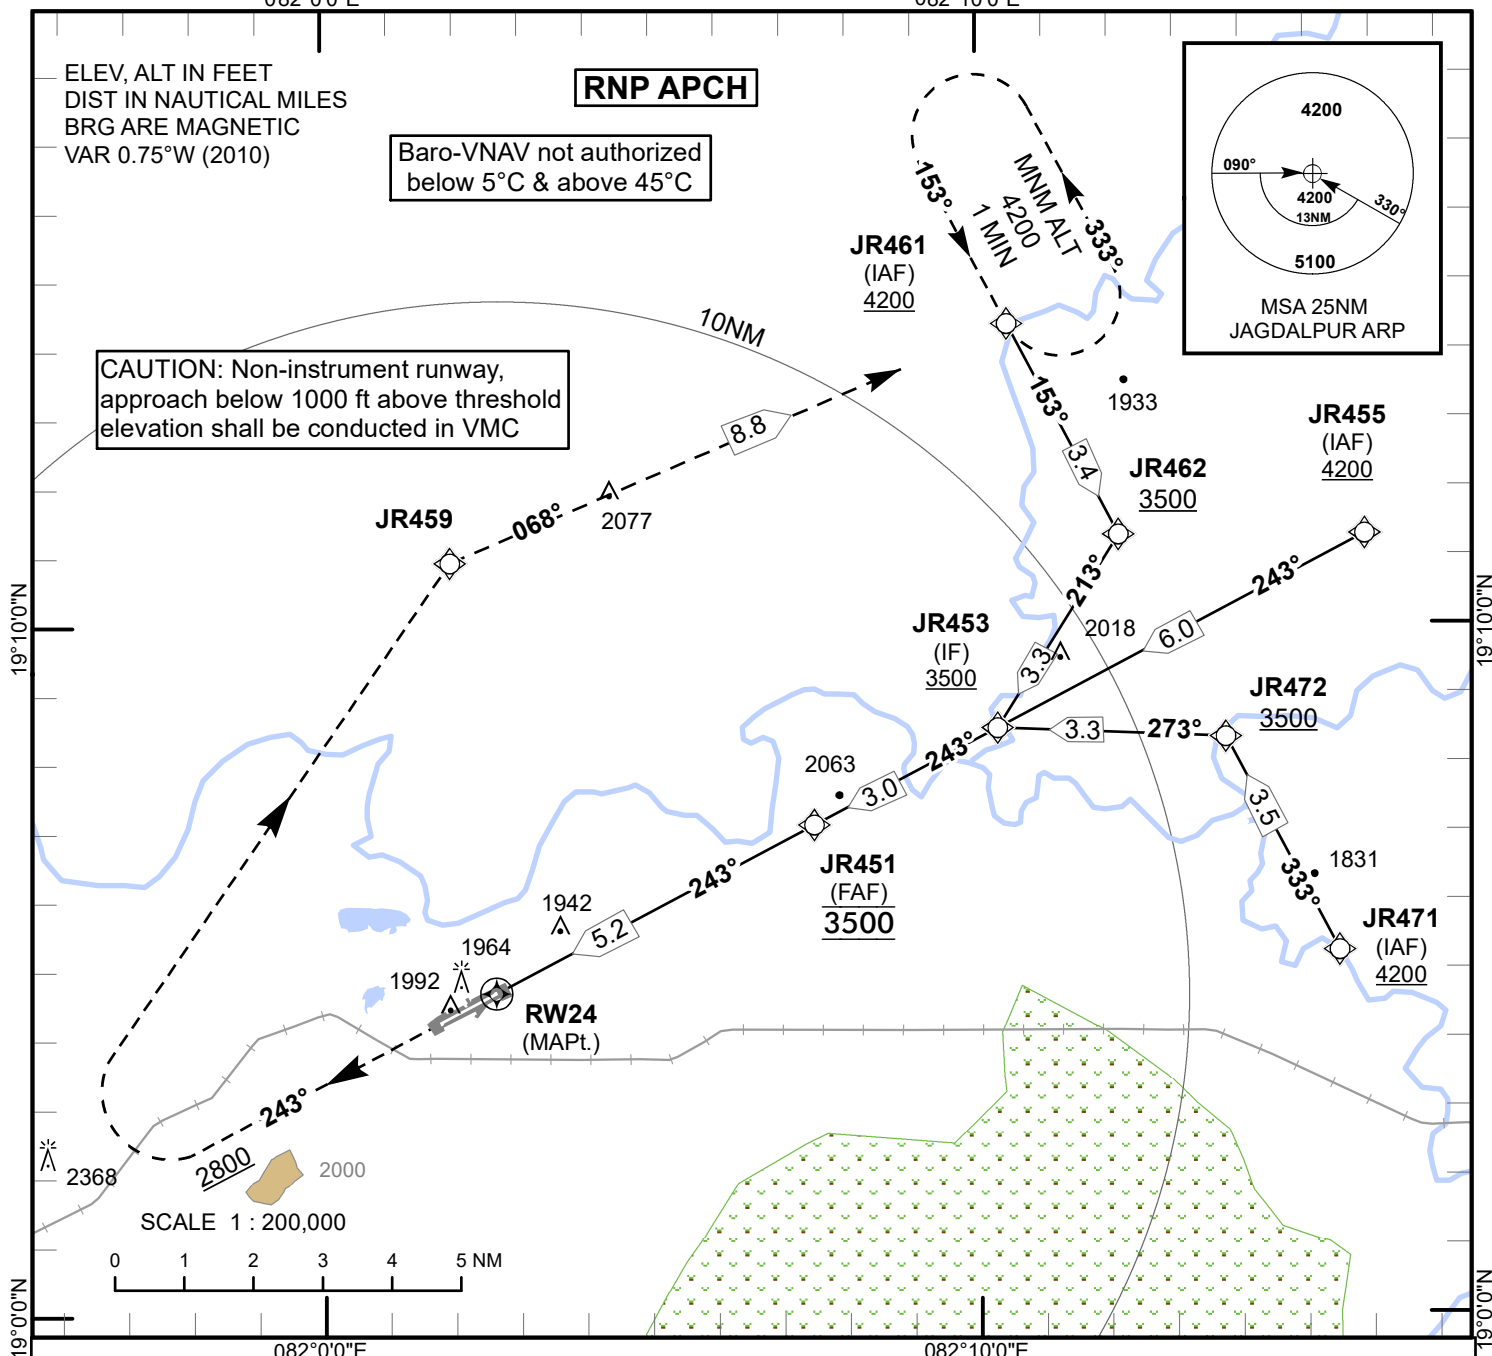 082°0'0"E
082°10'0"E
ELEV, ALT IN FEET
DIST IN NAUTICAL MILES
BRG ARE MAGNETIC
VAR 0.75°W (2010)
RNP APCH
Baro-VNAV not authorized
below 5°C & above 45°C
4200
090°
4200
13NM
330°
5100
MSA 25NM
JAGDALPUR ARP
153°
MNM ALT
4200
1 MIN
333°
JR461
(IAF)
4200
10NM
CAUTION: Non-instrument runway,
approach below 1000 ft above threshold
elevation shall be conducted in VMC
8.8
153°
1933
3.4
JR462
3500
JR455
(IAF)
4200
JR459
068°
2077
213°
243°
19°10'0"N
19°10'0"N
JR453
(IF)
3500
2018
3.3
6.0
JR472
3500
3.3
273°
243°
2063
3.0
3.5
JR451
(FAF)
3500
243°
1831
333°
JR471
(IAF)
4200
1942
5.2
1964
1992
RW24
(MAPt.)
243°
2800
2368
2000
SCALE 1 : 200,000
0 1 2 3 4 5 NM
19°0'0"N
19°0'0"N
082°0'0"E
082°10'0"E